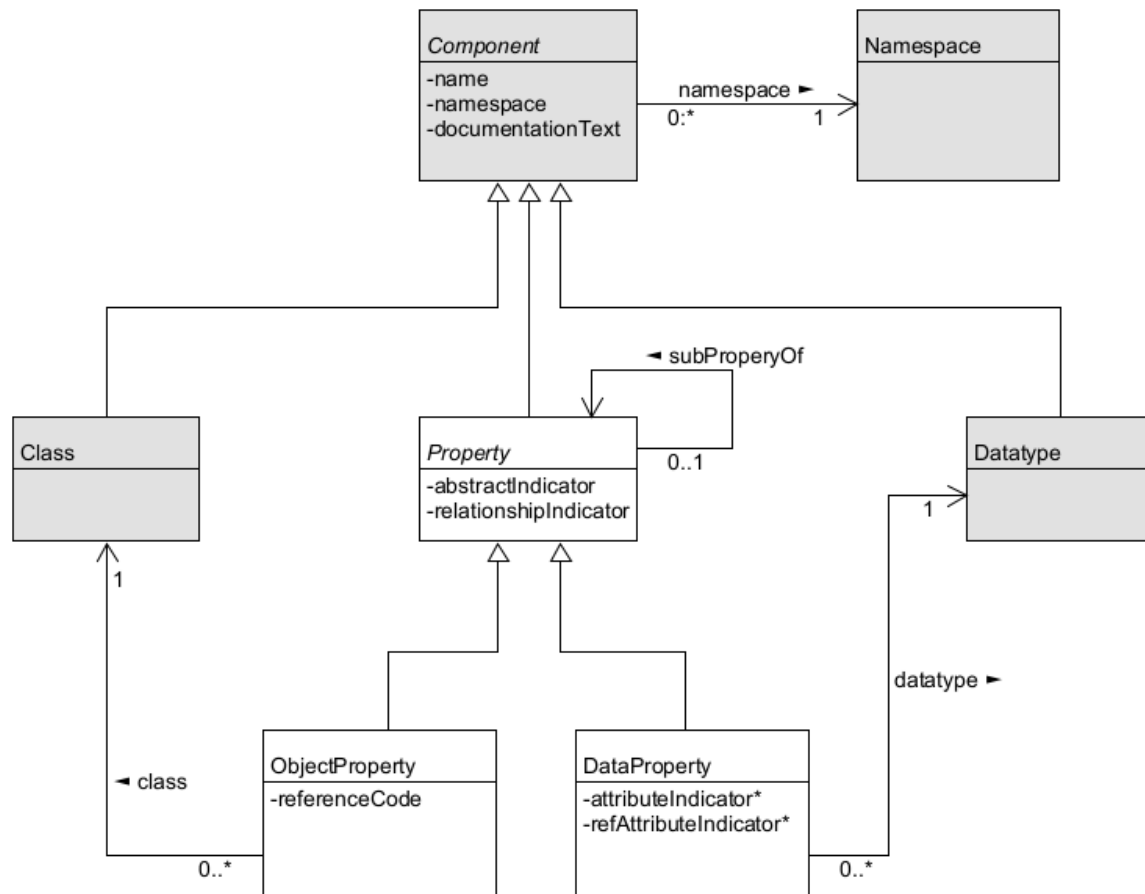 Component
-name
-namespace
-documentationText
namespace ►
0:*
1
Namespace
◄ subProperyOf
Class
Property
-abstractIndicator
-relationshipIndicator
0..1
Datatype
1
1
datatype ►
◄ class
ObjectProperty
-referenceCode
0..*
DataProperty
-attributeIndicator*
-refAttributeIndicator*
0..*